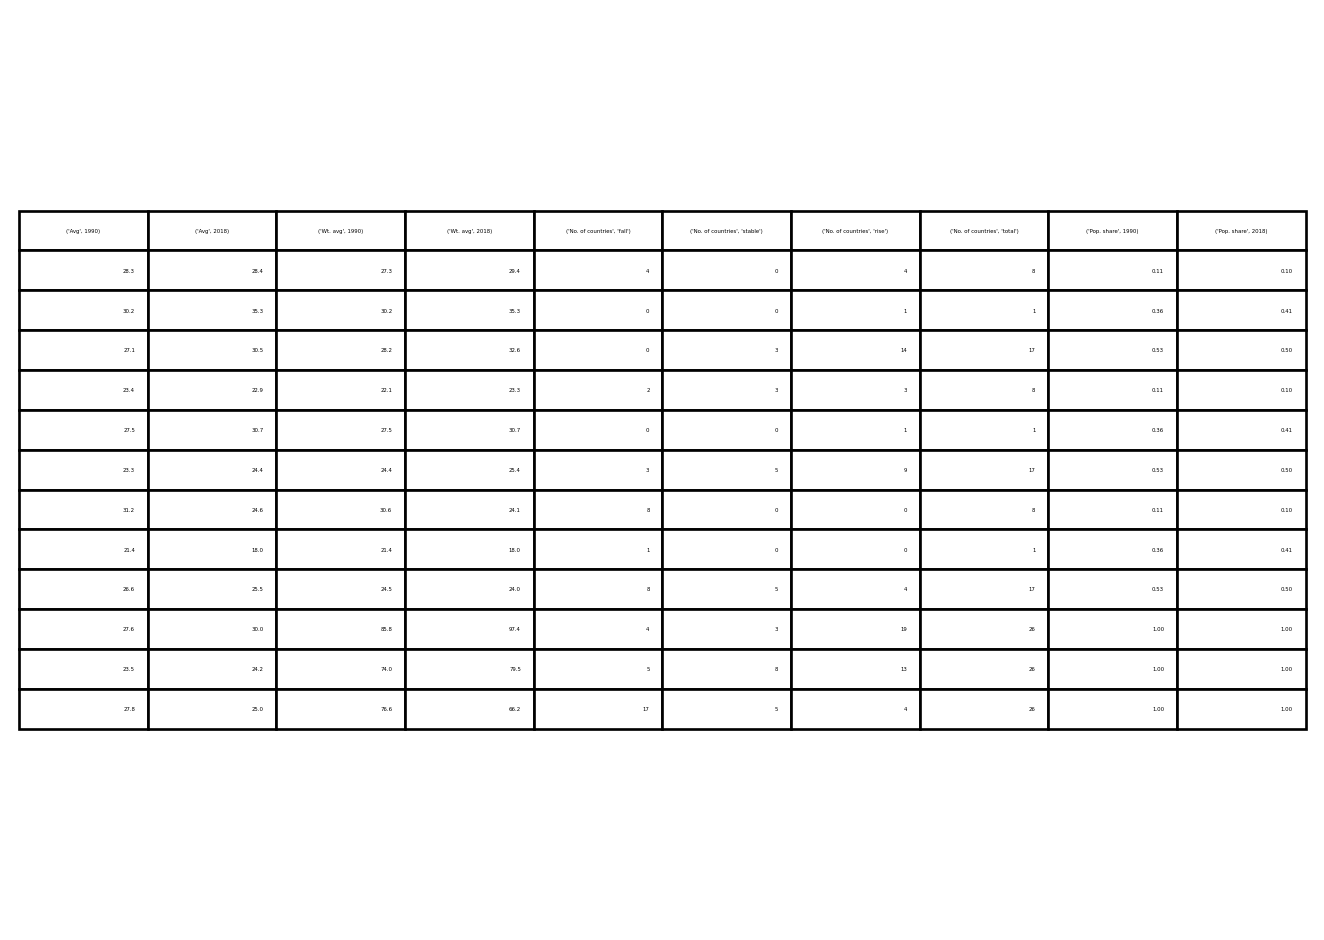 ('Avg', 1990) ('Avg', 2018) ('Wt. avg', 1990) ('Wt. avg', 2018) ('No. of countries', 'fall') ('No. of countries', 'stable') ('No. of countries', 'rise') ('No. of countries', 'total') ('Pop. share', 1990) ('Pop. share', 2018)
28.3 28.4 27.3 29.4 4 0 4 8 0.11 0.10
30.2 35.3 30.2 35.3 0 0 1 1 0.36 0.41
27.1 30.5 28.2 32.6 0 3 14 17 0.53 0.50
23.4 22.9 22.1 23.3 2 3 3 8 0.11 0.10
27.5 30.7 27.5 30.7 0 0 1 1 0.36 0.41
23.3 24.4 24.4 25.4 3 5 9 17 0.53 0.50
31.2 24.6 30.6 24.1 8 0 0 8 0.11 0.10
21.4 18.0 21.4 18.0 1 0 0 1 0.36 0.41
26.6 25.5 24.5 24.0 8 5 4 17 0.53 0.50
27.6 30.0 85.8 97.4 4 3 19 26 1.00 1.00
23.5 24.2 74.0 79.5 5 8 13 26 1.00 1.00
27.8 25.0 76.6 66.2 17 5 4 26 1.00 1.00